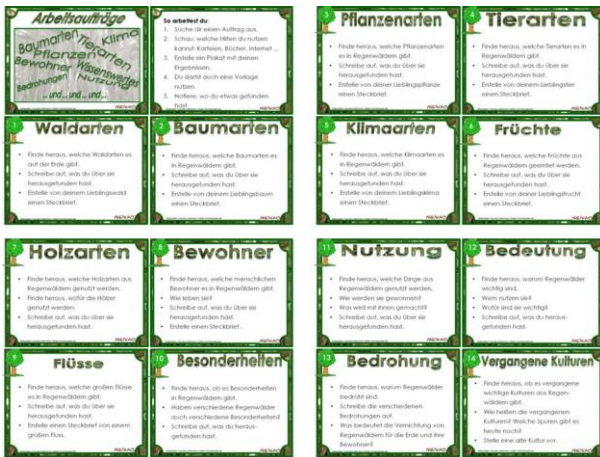 Arbeitsaufträge
Baumarten
Tierarten
Klima
Pflanzen
Bewohner
Wissenswertes
Nutzung
Bedrohungen
... und ... und ... und ...
So arbeitest du:
1. Suche dir einen Auftrag aus.
2. Schau, welche Hilfen du nutzen
kannst: Karteien, Bücher, Internet ...
3. Erstelle ein Plakat mit deinen
Ergebnissen.
4. Du darfst auch eine Vorlage
nutzen.
5. Notiere, wo du etwas gefunden
hast.
1
Waldarten
• Finde heraus, welche Waldarten es
auf der Erde gibt.
• Schreibe auf, was du über sie
herausgefunden hast.
• Erstelle von deinem Lieblingswald
einen Steckbrief.
2
Baumarten
• Finde heraus, welche Baumarten es
in Regenwäldern gibt.
• Schreibe auf, was du über sie
herausgefunden hast.
• Erstelle von deinem Lieblingsbaum
einen Steckbrief.
3
Pflanzenarten
• Finde heraus, welche Pflanzenarten
es in Regenwäldern gibt.
• Schreibe auf, was du über sie
herausgefunden hast.
• Erstelle von deiner Lieblingspflanze
einen Steckbrief.
4
Tierarten
• Finde heraus, welche Tierarten es in
Regenwäldern gibt.
• Schreibe auf, was du über sie
herausgefunden hast.
• Erstelle von deinem Lieblingstier
einen Steckbrief.
5
Klimaarten
• Finde heraus, welche Klimaarten es
in Regenwäldern gibt.
• Schreibe auf, was du über sie
herausgefunden hast.
• Erstelle von deinem Lieblingsklima
einen Steckbrief.
6
Früchte
• Finde heraus, welche Früchte aus
Regenwäldern geerntet werden.
• Schreibe auf, was du über sie
herausgefunden hast.
• Erstelle von deiner Lieblingsfrucht
einen Steckbrief.
7
Holzarten
• Finde heraus, welche Holzarten aus
Regenwäldern genutzt werden.
• Finde heraus, wofür die Hölzer
genutzt werden.
• Schreibe auf, was du über sie
herausgefunden hast.
8
Bewohner
• Finde heraus, welche menschlichen
Bewohner es in Regenwäldern gibt.
• Wie leben sie?
• Schreibe auf, was du über sie
herausgefunden hast.
• Erstelle einen Steckbrief.
9
Flüsse
• Finde heraus, welche großen Flüsse
es in Regenwäldern gibt.
• Schreibe auf, was du über sie
herausgefunden hast.
• Erstelle einen Steckbrief von einem
großen Fluss.
10
Besonderheiten
• Finde heraus, ob es Besonderheiten
in Regenwäldern gibt.
• Haben verschiedene Regenwälder
auch verschiedene Besonderheiten?
• Schreibe auf, was du heraus-
gefunden hast.
11
Nutzung
• Finde heraus, welche Dinge aus
Regenwäldern genutzt werden.
• Wie werden sie gewonnen?
• Was wird mit ihnen gemacht?
• Schreibe auf, was du über sie
herausgefunden hast.
12
Bedeutung
• Finde heraus, warum Regenwälder
wichtig sind.
• Wem nutzen sie?
• Wofür sind sie wichtig?
• Schreibe auf, was du heraus-
gefunden hast.
13
Bedrohung
• Finde heraus, warum Regenwälder
bedroht sind.
• Schreibe die verschiedenen
Bedrohungen auf.
• Was bedeutet die Vernichtung von
Regenwäldern für die Erde und ihre
Bewohner?
14
Vergangene Kulturen
• Finde heraus, ob es vergangene
wichtige Kulturen aus Regen-
wäldern gibt.
• Wie heißen die vergangenen
Kulturen? Welche Spuren gibt es
heute noch?
• Stelle eine alte Kultur vor.